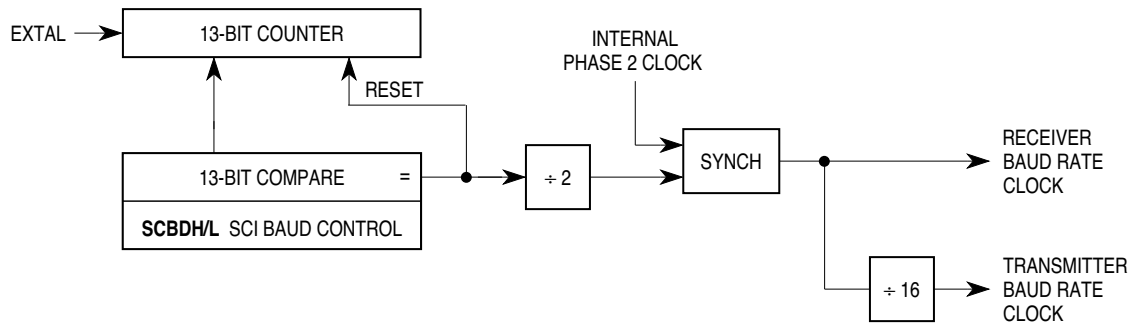 EXTAL
13-BIT COUNTER
INTERNAL
PHASE 2 CLOCK
RESET
13-BIT COMPARE =
SCBDH/L SCI BAUD CONTROL
÷ 2
SYNCH
RECEIVER
BAUD RATE
CLOCK
÷ 16
TRANSMITTER
BAUD RATE
CLOCK